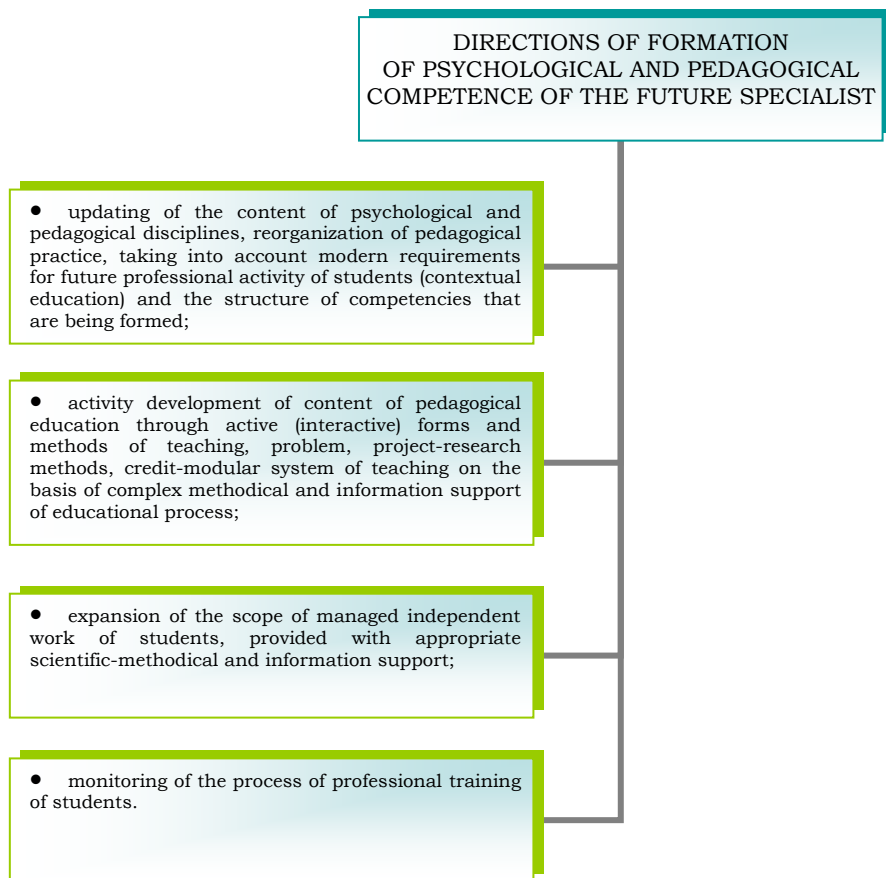 DIRECTIONS OF FORMATION
OF PSYCHOLOGICAL AND PEDAGOGICAL
COMPETENCE OF THE FUTURE SPECIALIST
• updating of the content of psychological and
pedagogical disciplines, reorganization of pedagogical
practice, taking into account modern requirements
for future professional activity of students (contextual
education) and the structure of competencies that
are being formed;
• activity development of content of pedagogical
education through active (interactive) forms and
methods of teaching, problem, project-research
methods, credit-modular system of teaching on the
basis of complex methodical and information support
of educational process;
• expansion of the scope of managed independent
work of students, provided with appropriate
scientific-methodical and information support;
• monitoring of the process of professional training
of students.